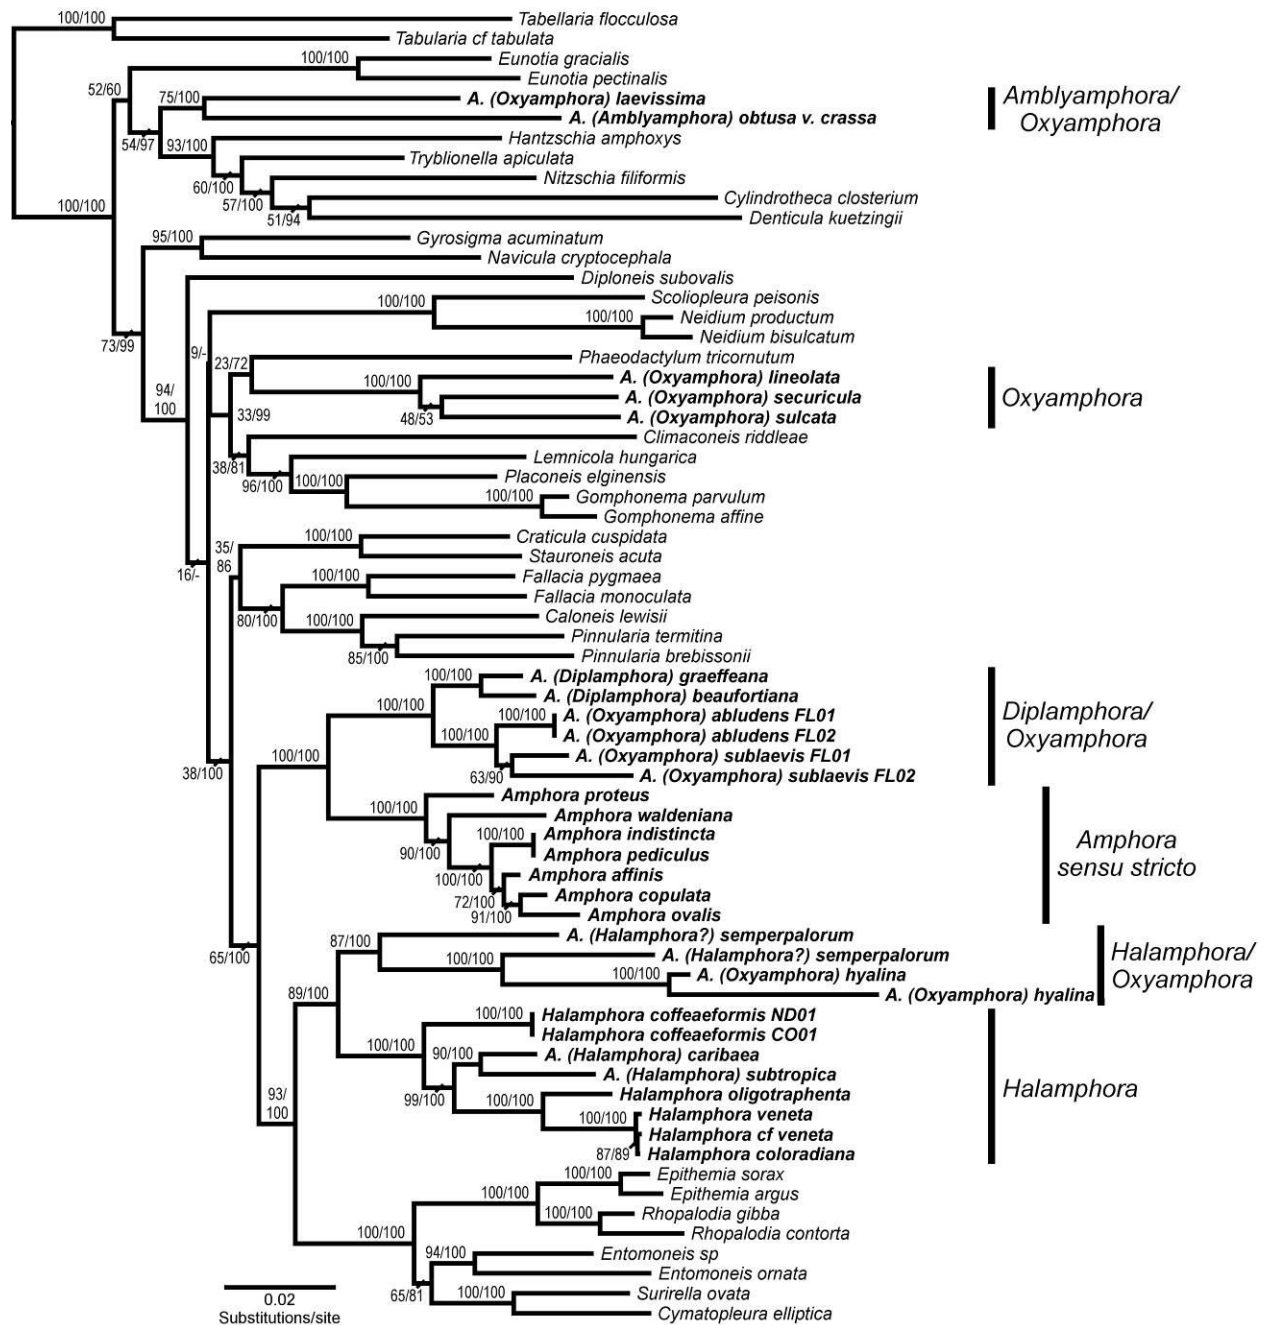 100/100
Tabellaria flocculosa
Tabularia cf tabulata
100/100
Eunotia gracialis
Eunotia pectinalis
52/60
75/100
A. (Oxyamphora) laevissima
A. (Amblyamphora) obtusa v. crassa
Amblyamphora/
Oxyamphora
54/97
93/100
Hantzschia amphoxys
Tryblionella apiculata
60/100
Nitzschia filiformis
57/100
Cylindrotheca closterium
51/94
Denticula kuetzingii
100/100
95/100
Gyrosigma acuminatum
Navicula cryptocephala
Diploneis subovalis
73/99
100/100
Scoliopleura peisonis
100/100
Neidium productum
Neidium bisulcatum
9/-
23/72
Phaeodactylum tricornutum
100/100
A. (Oxyamphora) lineolata
A. (Oxyamphora) securicula
48/53
A. (Oxyamphora) sulcata
Oxyamphora
94/
100
33/99
Climaconeis riddleae
38/81
Lemnicola hungarica
96/100
100/100
Placoneis elginensis
100/100
Gomphonema parvulum
Gomphonema affine
16/-
35/
86
100/100
Craticula cuspidata
Stauroneis acuta
100/100
Fallacia pygmaea
Fallacia monoculata
80/100
100/100
Caloneis lewisii
Pinnularia termitina
85/100
Pinnularia brebissonii
38/100
100/100
100/100
100/100
A. (Diplamphora) graeffeana
A. (Diplamphora) beaufortiana
100/100
100/100
A. (Oxyamphora) abludens FL01
A. (Oxyamphora) abludens FL02
A. (Oxyamphora) sublaevis FL01
63/90
A. (Oxyamphora) sublaevis FL02
Diplamphora/
Oxyamphora
100/100
Amphora proteus
Amphora waldeniana
90/100
100/100
Amphora indistincta
Amphora pediculus
100/100
Amphora affinis
72/100
Amphora copulata
91/100
Amphora ovalis
Amphora
sensu stricto
65/100
87/100
A. (Halamphora?) semperpalorum
100/100
A. (Halamphora?) semperpalorum
100/100
A. (Oxyamphora) hyalina
A. (Oxyamphora) hyalina
Halamphora/
Oxyamphora
89/100
100/100
100/100
Halamphora coffeaeformis ND01
Halamphora coffeaeformis CO01
90/100
A. (Halamphora) caribaea
A. (Halamphora) subtropica
99/100
100/100
Halamphora oligotraphenta
100/100
Halamphora veneta
Halamphora cf veneta
87/89
Halamphora coloradiana
Halamphora
93/
100
100/100
100/100
100/100
Epithemia sorax
Epithemia argus
100/100
Rhopalodia gibba
Rhopalodia contorta
94/100
Entomoneis sp
Entomoneis ornata
65/81
100/100
Surirella ovata
Cymatopleura elliptica
0.02
Substitutions/site